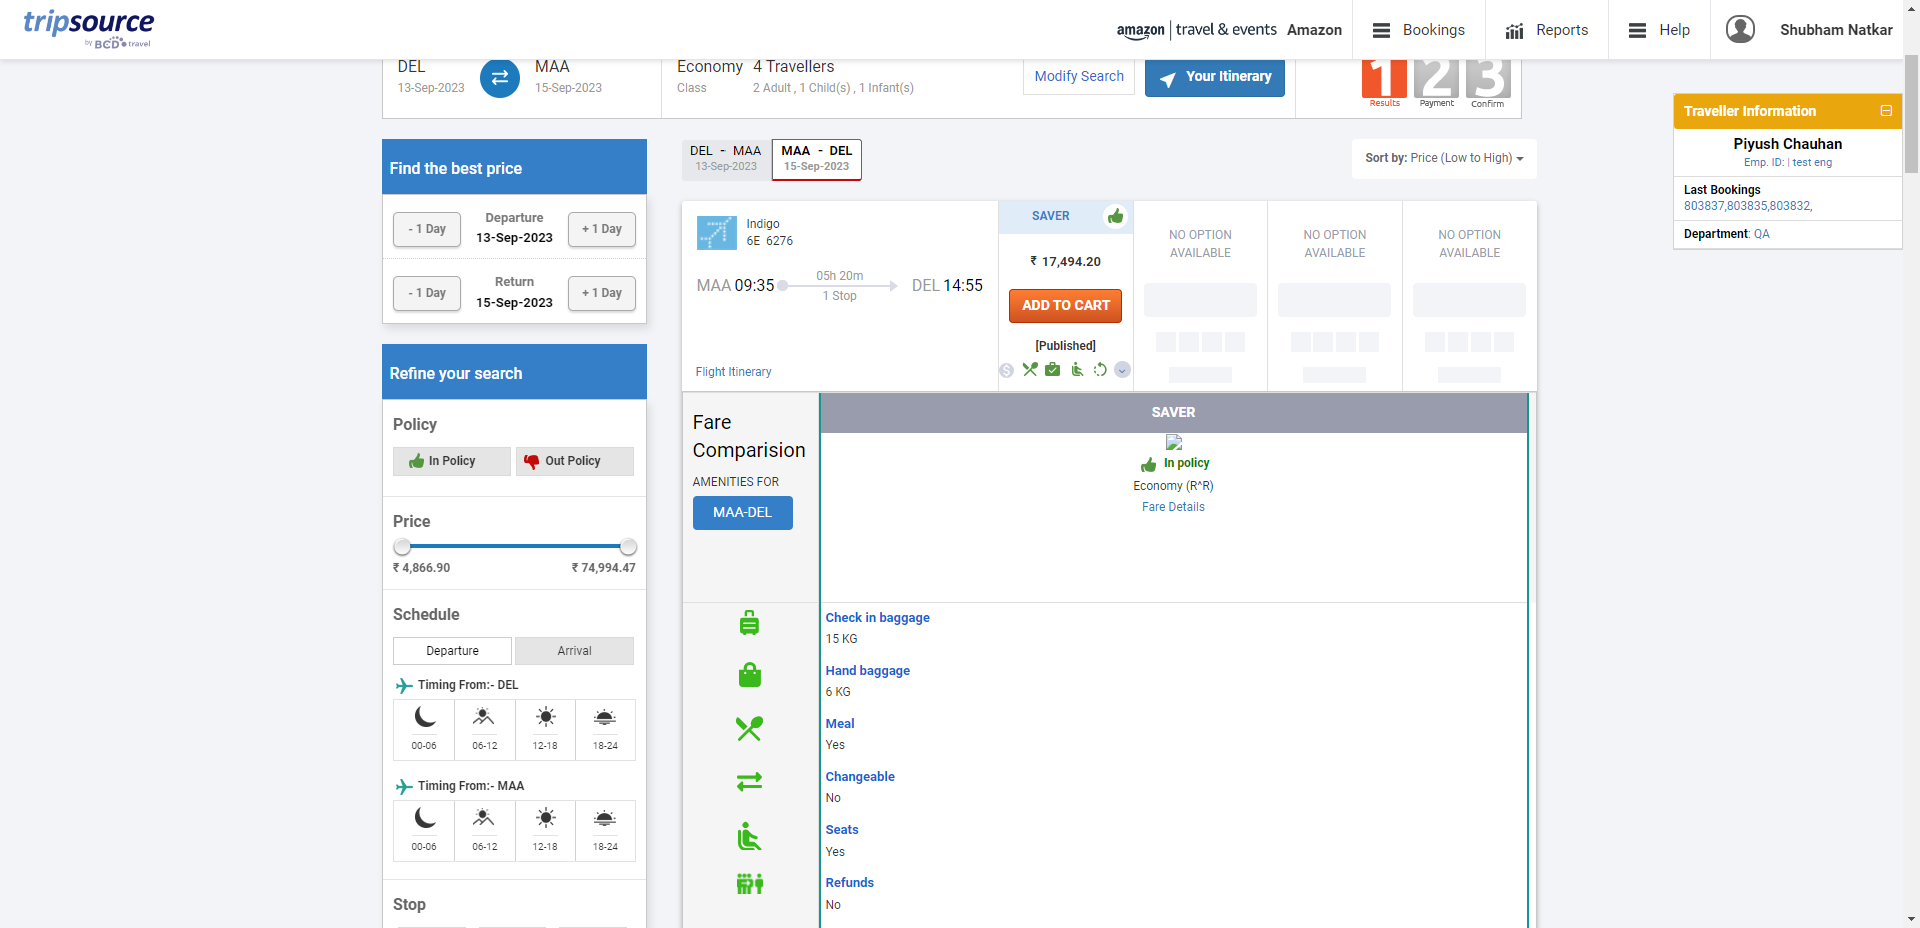 tripsource
by BCD travel
amazon | travel & events Amazon
Bookings
Reports
Help
Shubham Natkar
DEL
13-Sep-2023
MAA
15-Sep-2023
Economy
Class
4 Travellers
2 Adult , 1 Child(s) , 1 Infant(s)
Modify Search
Your Itinerary
1
Results
2
Payment
3
Confirm
Traveller Information
Piyush Chauhan
Emp. ID: | test eng
Last Bookings
803837,803835,803832,
Department: QA
Find the best price
- 1 Day
Departure
13-Sep-2023
+ 1 Day
- 1 Day
Return
15-Sep-2023
+ 1 Day
Refine your search
Policy
In Policy
Out Policy
Price
₹ 4,866.90
₹ 74,994.47
Schedule
Departure
Arrival
Timing From:- DEL
00-06
06-12
12-18
18-24
Timing From:- MAA
00-06
06-12
12-18
18-24
Stop
DEL - MAA
13-Sep-2023
MAA - DEL
15-Sep-2023
Sort by: Price (Low to High)
Indigo
6E 6276
MAA 09:35
05h 20m
1 Stop
DEL 14:55
Flight Itinerary
SAVER
₹ 17,494.20
ADD TO CART
[Published]
NO OPTION
AVAILABLE
NO OPTION
AVAILABLE
NO OPTION
AVAILABLE
Fare
Comparision
AMENITIES FOR
MAA-DEL
SAVER
In policy
Economy (R^R)
Fare Details
Check in baggage
15 KG
Hand baggage
6 KG
Meal
Yes
Changeable
No
Seats
Yes
Refunds
No